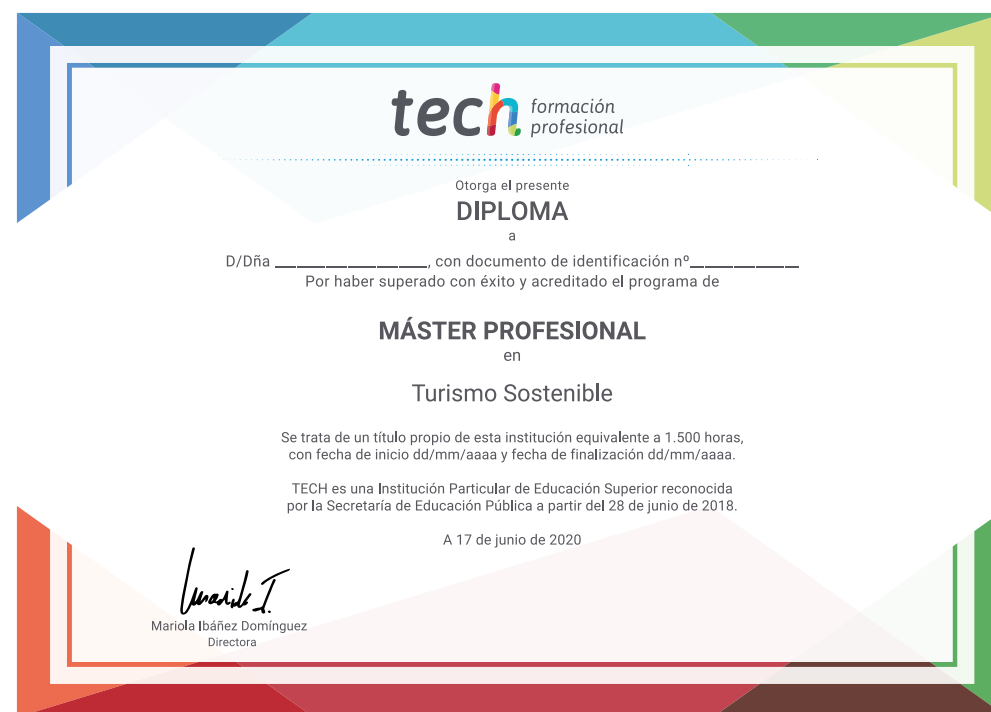 tech formación
profesional
Otorga el presente
DIPLOMA
a
D/Dña ____________________, con documento de identificación nº______________
Por haber superado con éxito y acreditado el programa de
MÁSTER PROFESIONAL
en
Turismo Sostenible
Se trata de un título propio de esta institución equivalente a 1.500 horas,
con fecha de inicio dd/mm/aaaa y fecha de finalización dd/mm/aaaa.
TECH es una Institución Particular de Educación Superior reconocida
por la Secretaría de Educación Pública a partir del 28 de junio de 2018.
A 17 de junio de 2020
Mariola Ibáñez Domínguez
Directora